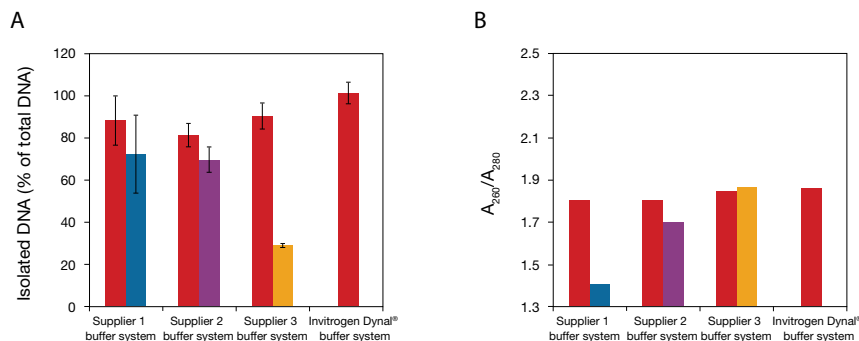 A
Isolated DNA (% of total DNA)
120
100
80
60
40
20
0
Supplier 1
buffer system
Supplier 2
buffer system
Supplier 3
buffer system
Invitrogen Dynal®
buffer system
B
A260/A280
2.5
2.3
2.1
1.9
1.7
1.5
1.3
Supplier 1
buffer system
Supplier 2
buffer system
Supplier 3
buffer system
Invitrogen Dynal®
buffer system